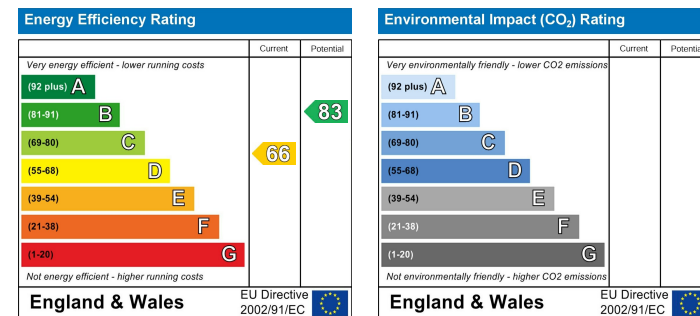 Energy Efficiency Rating
Current Potential
Very energy efficient - lower running costs
(92 plus) A
(81-91) B
83
(69-80) C
66
(55-68) D
(39-54) E
(21-38) F
(1-20) G
Not energy efficient - higher running costs
England & Wales
EU Directive
2002/91/EC
Environmental Impact (CO₂) Rating
Current Potentia
Very environmentally friendly - lower CO2 emissions
(92 plus) A
(81-91) B
(69-80) C
(55-68) D
(39-54) E
(21-38) F
(1-20) G
Not environmentally friendly - higher CO2 emissions
England & Wales
EU Directive
2002/91/EC